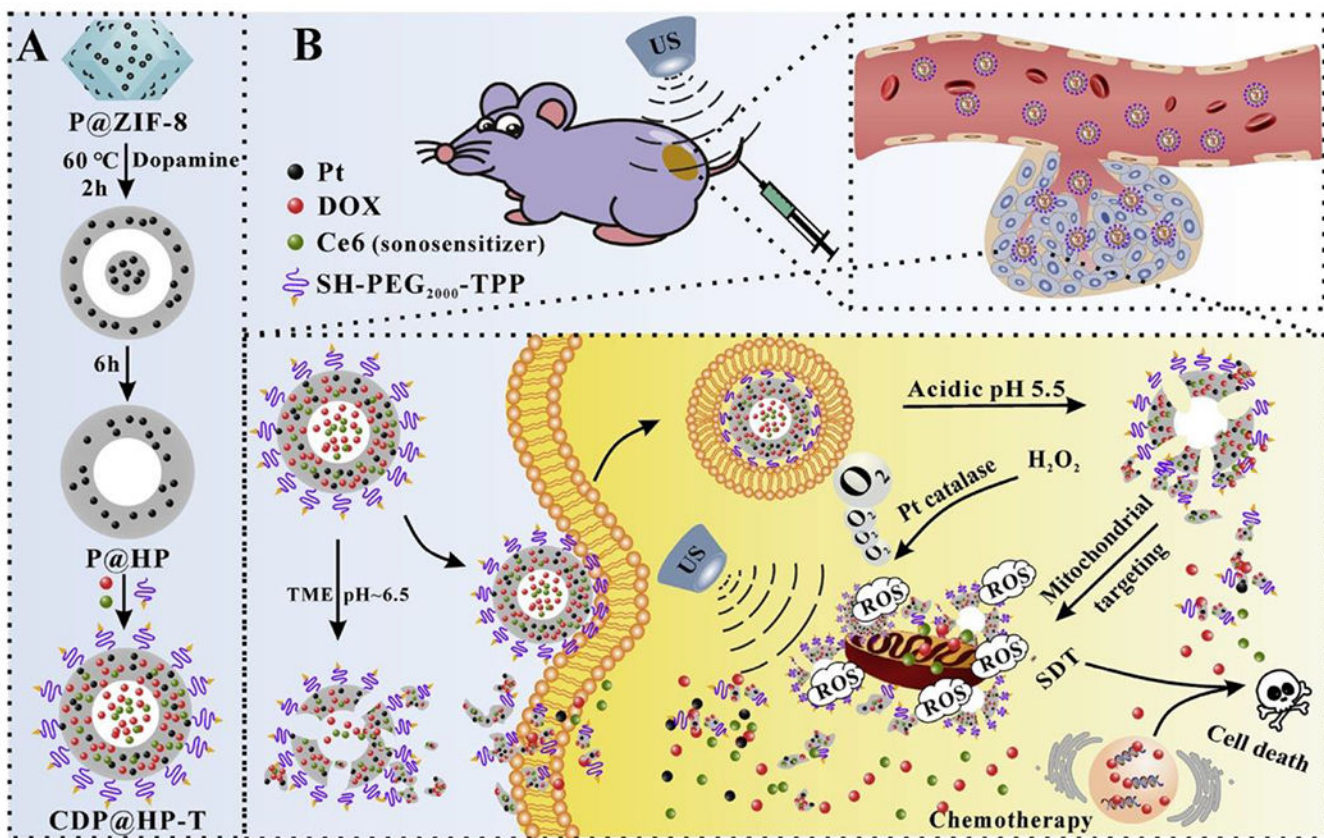 A
P@ZIF-8
60 °C Dopamine
2h
6h
P@HP
CDP@HP-T
B
US
Pt
DOX
Ce6 (sonosensitizer)
SH-PEG₂₀₀₀-TPP
TME pH~6.5
Acidic pH 5.5
H₂O₂
Pt catalase
O₂
O₂
O₂
O₂
US
Mitochondrial
targeting
ROS
ROS
ROS
ROS
ROS
SDT
Cell death
Chemotherapy